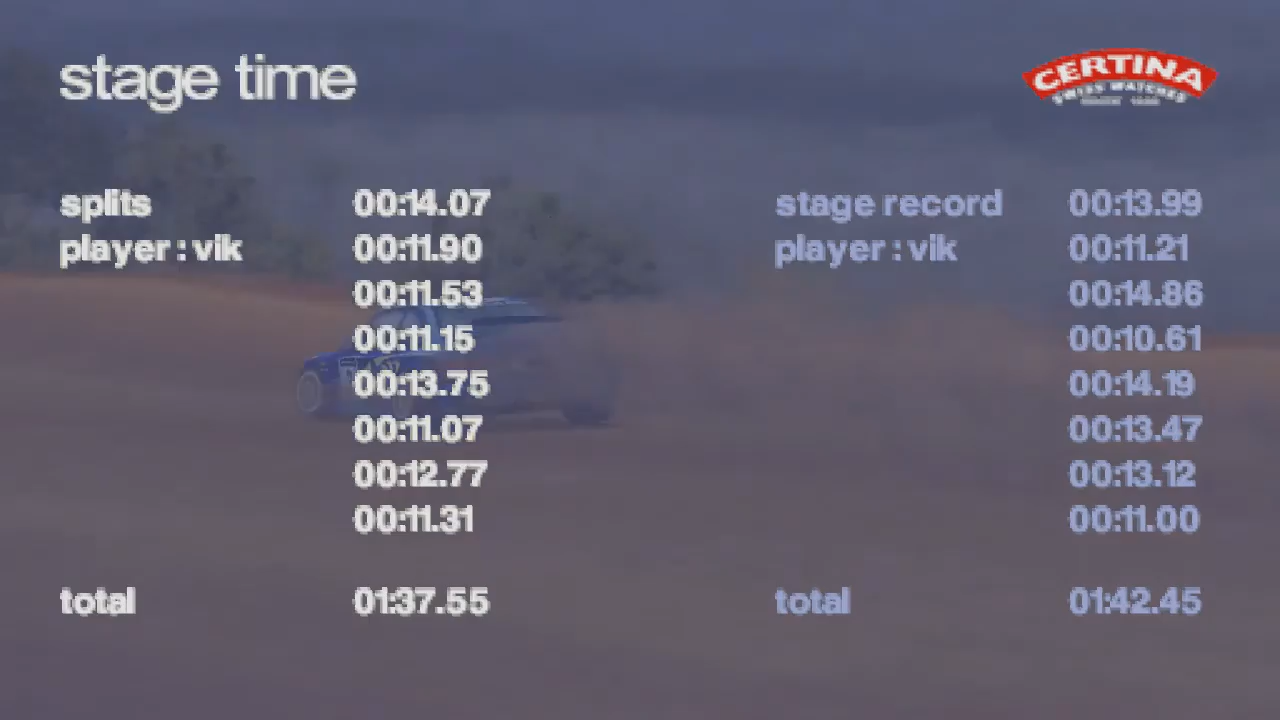 stage time
CERTINA
SWISS WATCHES
splits 00:14.07 stage record 00:13.99
player : vik 00:11.90 player : vik 00:11.21
00:11.53 00:14.86
00:11.15 00:10.61
00:13.75 00:14.19
00:11.07 00:13.47
00:12.77 00:13.12
00:11.31 00:11.00
total 01:37.55 total 01:42.45